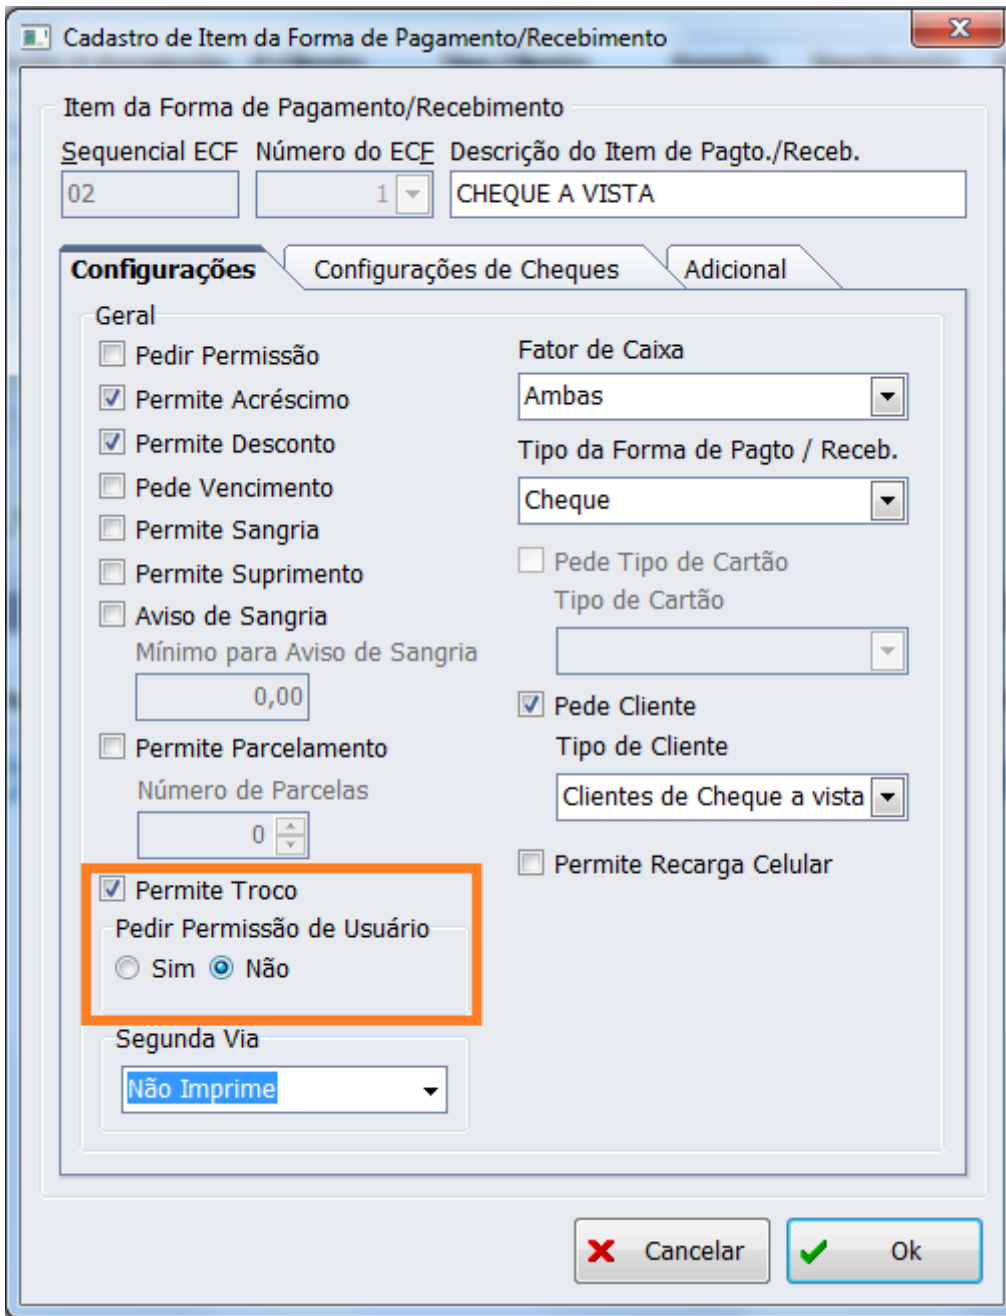 Cadastro de Item da Forma de Pagamento/Recebimento
Item da Forma de Pagamento/Recebimento
Sequencial ECF Número do ECF Descrição do Item de Pagto./Receb.
02 1 CHEQUE A VISTA
Configurações Configurações de Cheques Adicional
Geral
Pedir Permissão
Permite Acréscimo
Permite Desconto
Pede Vencimento
Permite Sangria
Permite Suprimento
Aviso de Sangria
Mínimo para Aviso de Sangria
0,00
Permite Parcelamento
Número de Parcelas
0
Permite Troco
Pedir Permissão de Usuário
Sim Não
Segunda Via
Não Imprime
Fator de Caixa
Ambas
Tipo da Forma de Pagto / Receb.
Cheque
Pede Tipo de Cartão
Tipo de Cartão
Pede Cliente
Tipo de Cliente
Clientes de Cheque a vista
Permite Recarga Celular
Cancelar Ok